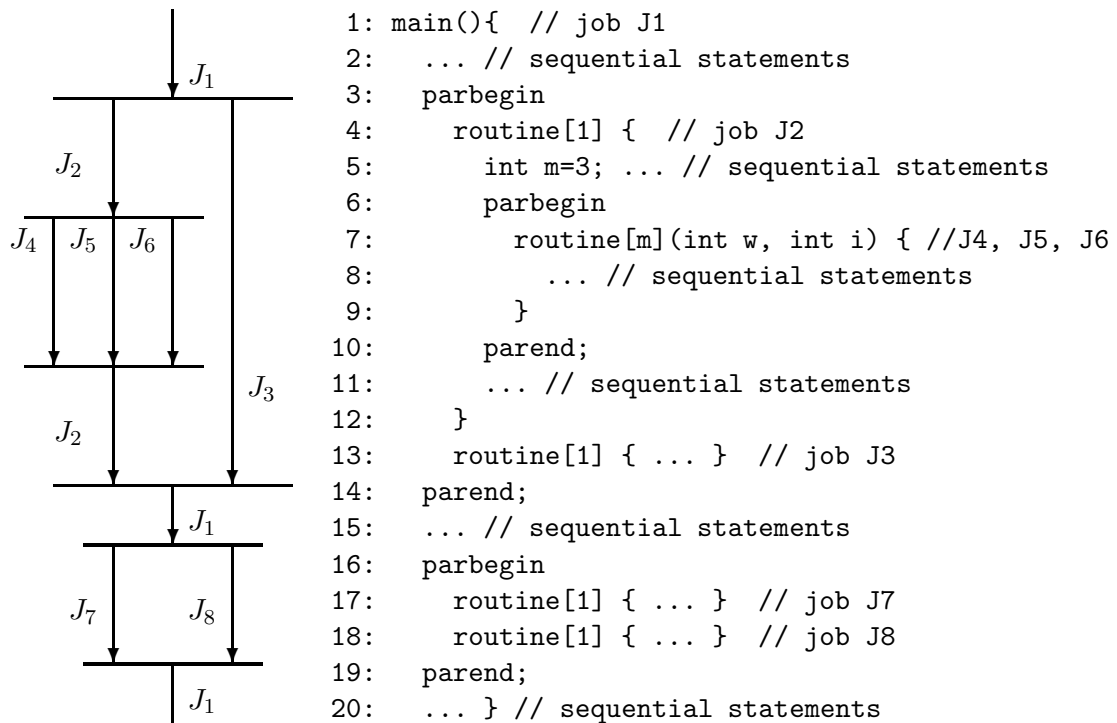 J1
J2
J4 J5 J6
J3
J2
J1
J7 J8
J1
1: main(){ // job J1
2: ... // sequential statements
3: parbegin
4: routine[1] { // job J2
5: int m=3; ... // sequential statements
6: parbegin
7: routine[m](int w, int i) { //J4, J5, J6
8: ... // sequential statements
9: }
10: parend;
11: ... // sequential statements
12: }
13: routine[1] { ... } // job J3
14: parend;
15: ... // sequential statements
16: parbegin
17: routine[1] { ... } // job J7
18: routine[1] { ... } // job J8
19: parend;
20: ... } // sequential statements